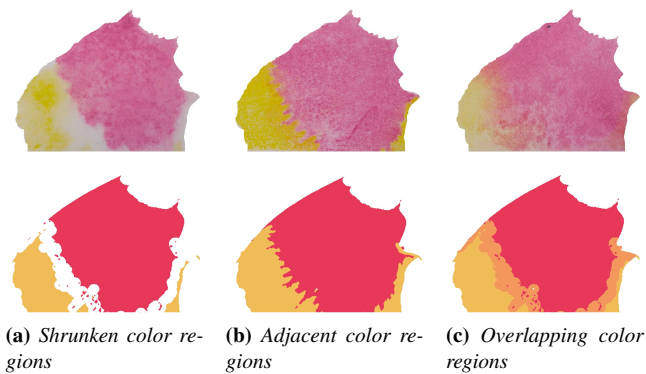 (a) Shrunken color re-
gions
(b) Adjacent color re-
gions
(c) Overlapping color
regions